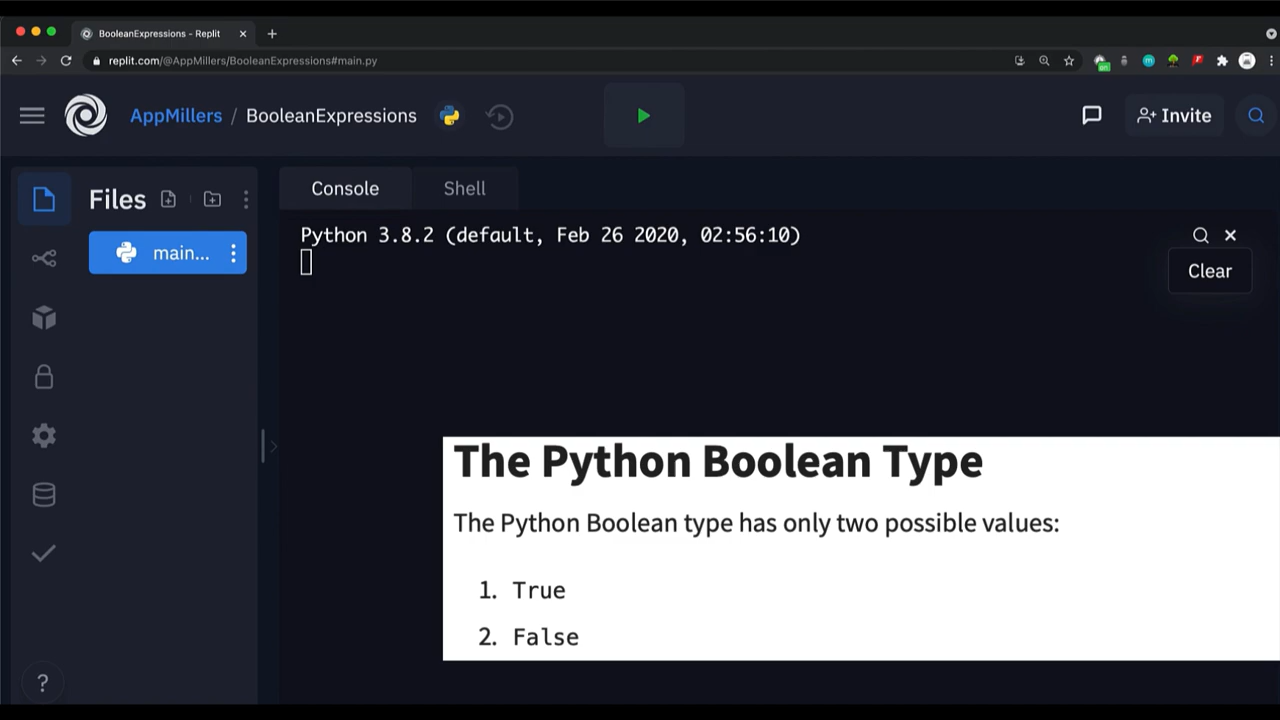 BooleanExpressions - Replit
replit.com/@AppMillers/BooleanExpressions#main.py
AppMillers / BooleanExpressions
Invite
Files
main...
Console
Shell
Python 3.8.2 (default, Feb 26 2020, 02:56:10)
Clear
The Python Boolean Type
The Python Boolean type has only two possible values:
1. True
2. False
?